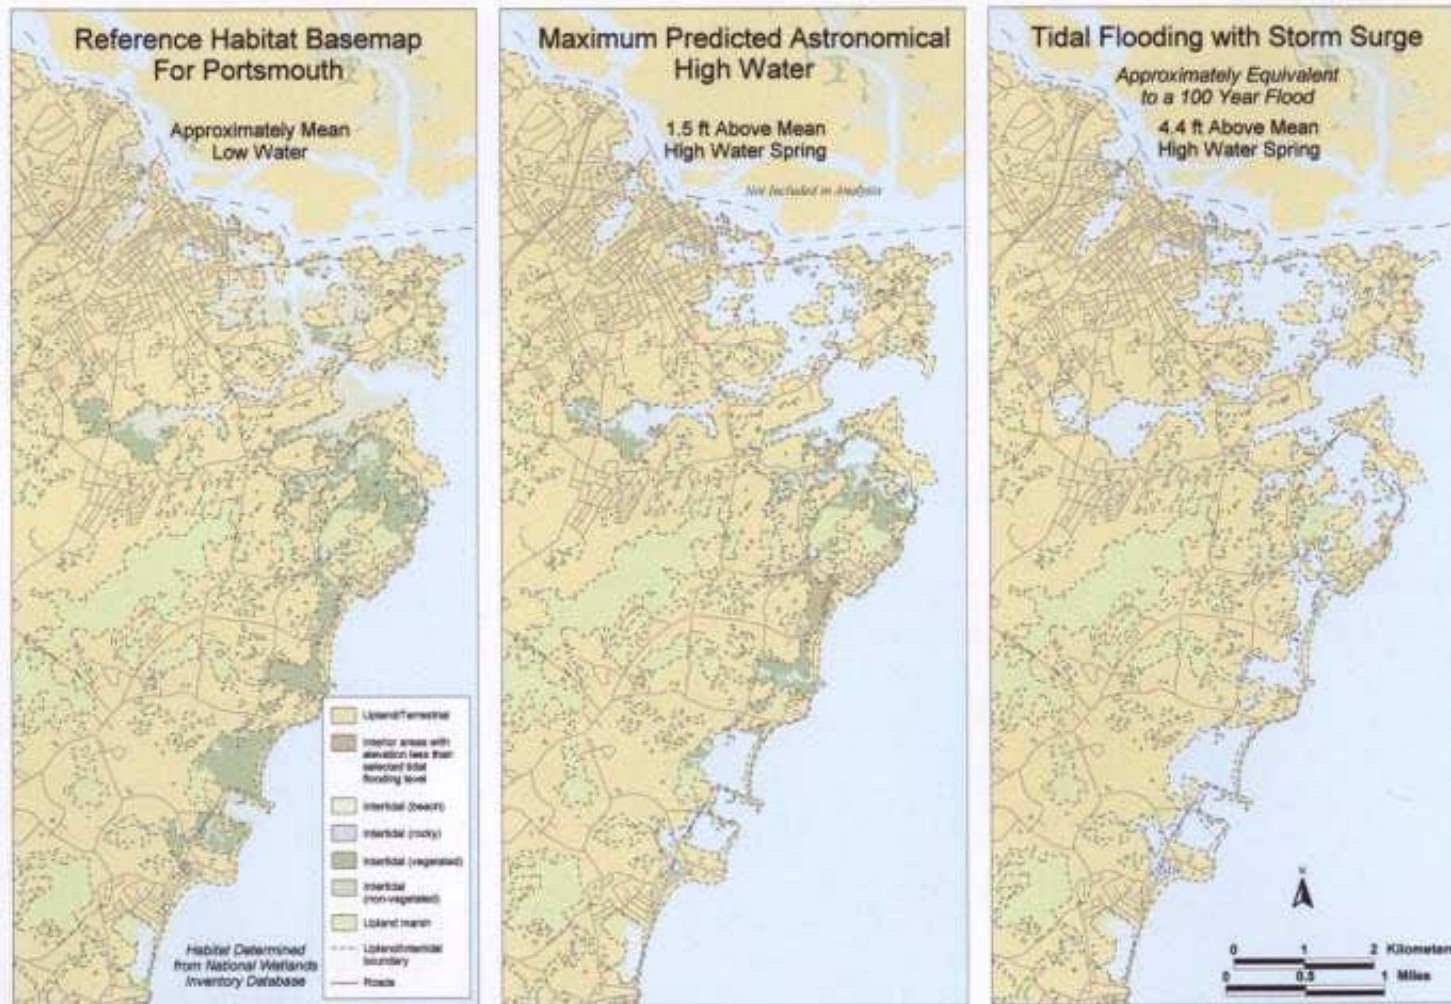 Reference Habitat Basemap
For Portsmouth
Approximately Mean
Low Water
Upland/Terrestrial
Interior areas with
elevation less than
selected tidal
flooding level
Intertidal (beach)
Intertidal (rocky)
Intertidal (vegetated)
Intertidal
(non-vegetated)
Upland marsh
Upland/Intertidal
boundary
Roads
Habitat Determined
from National Wetlands
Inventory Database
Maximum Predicted Astronomical
High Water
1.5 ft Above Mean
High Water Spring
Not Included in Analysis
Tidal Flooding with Storm Surge
Approximately Equivalent
to a 100 Year Flood
4.4 ft Above Mean
High Water Spring
N
0 1 2 Kilometers
0 0.5 1 Miles